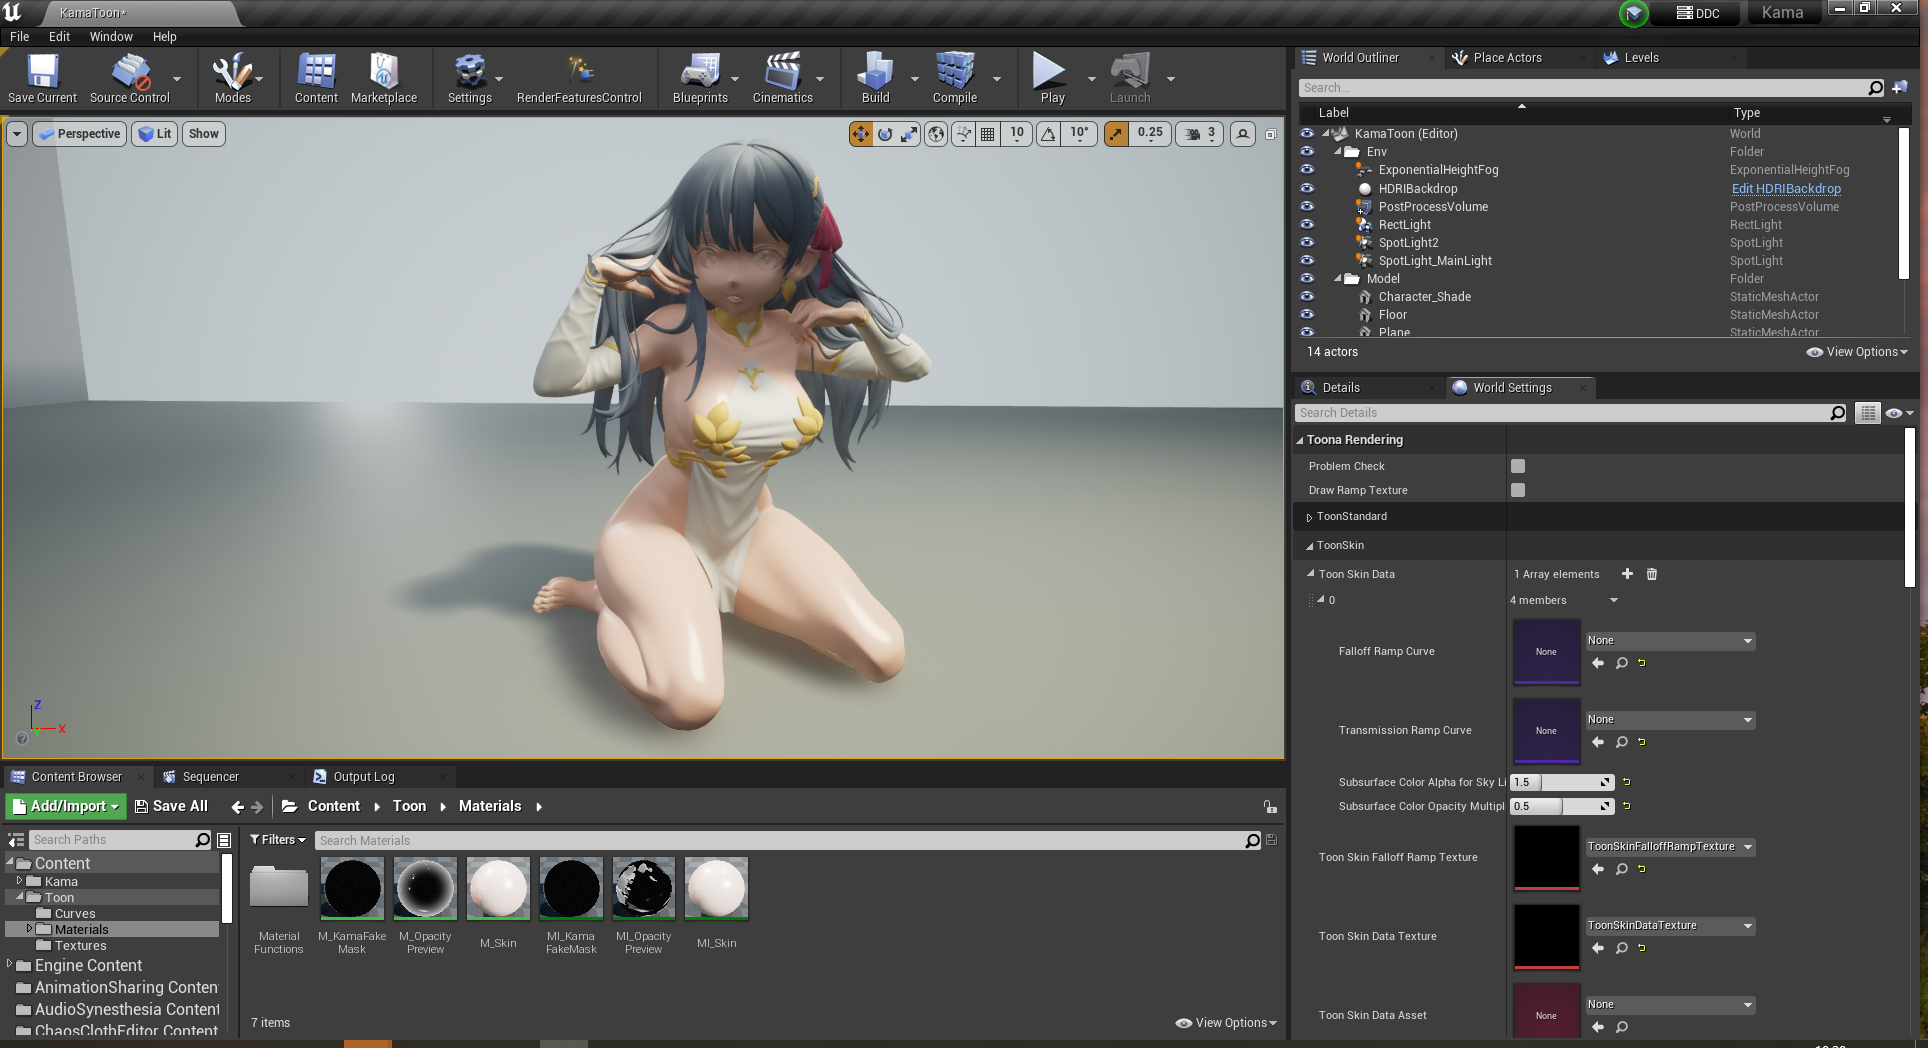 KamaToon*
DDC
Kama
File Edit Window Help
Save Current
Source Control
Modes
Content
Marketplace
Settings
RenderFeaturesControl
Blueprints
Cinematics
Build
Compile
Play
Launch
Perspective
Lit
Show
10
10°
0.25
3
Z
X
World Outliner
Place Actors
Levels
Search...
Label Type
KamaToon (Editor) World
Env Folder
ExponentialHeightFog ExponentialHeightFog
HDRIBackdrop Edit HDRIBackdrop
PostProcessVolume PostProcessVolume
RectLight RectLight
SpotLight2 SpotLight
SpotLight_MainLight SpotLight
Model Folder
Character_Shade StaticMeshActor
Floor StaticMeshActor
Plane StaticMeshActor
14 actors
View Options
Details
World Settings
Search Details
Toona Rendering
Problem Check
Draw Ramp Texture
ToonStandard
ToonSkin
Toon Skin Data 1 Array elements
0 4 members
Falloff Ramp Curve None None
Transmission Ramp Curve None None
Subsurface Color Alpha for Sky Li 1.5
Subsurface Color Opacity Multipl 0.5
Toon Skin Falloff Ramp Texture ToonSkinFalloffRampTexture
Toon Skin Data Texture ToonSkinDataTexture
Toon Skin Data Asset None None
Content Browser
Sequencer
Output Log
Add/Import
Save All
Content
Toon
Materials
Search Paths
Filters
Search Materials
Content
Kama
Toon
Curves
Materials
Textures
Engine Content
AnimationSharing Conten
AudioSynesthesia Content
ChaosClothEditor Content
Material
Functions
M_KamaFake
Mask
M_Opacity
Preview
M_Skin
MI_Kama
FakeMask
MI_Opacity
Preview
MI_Skin
7 items
View Options